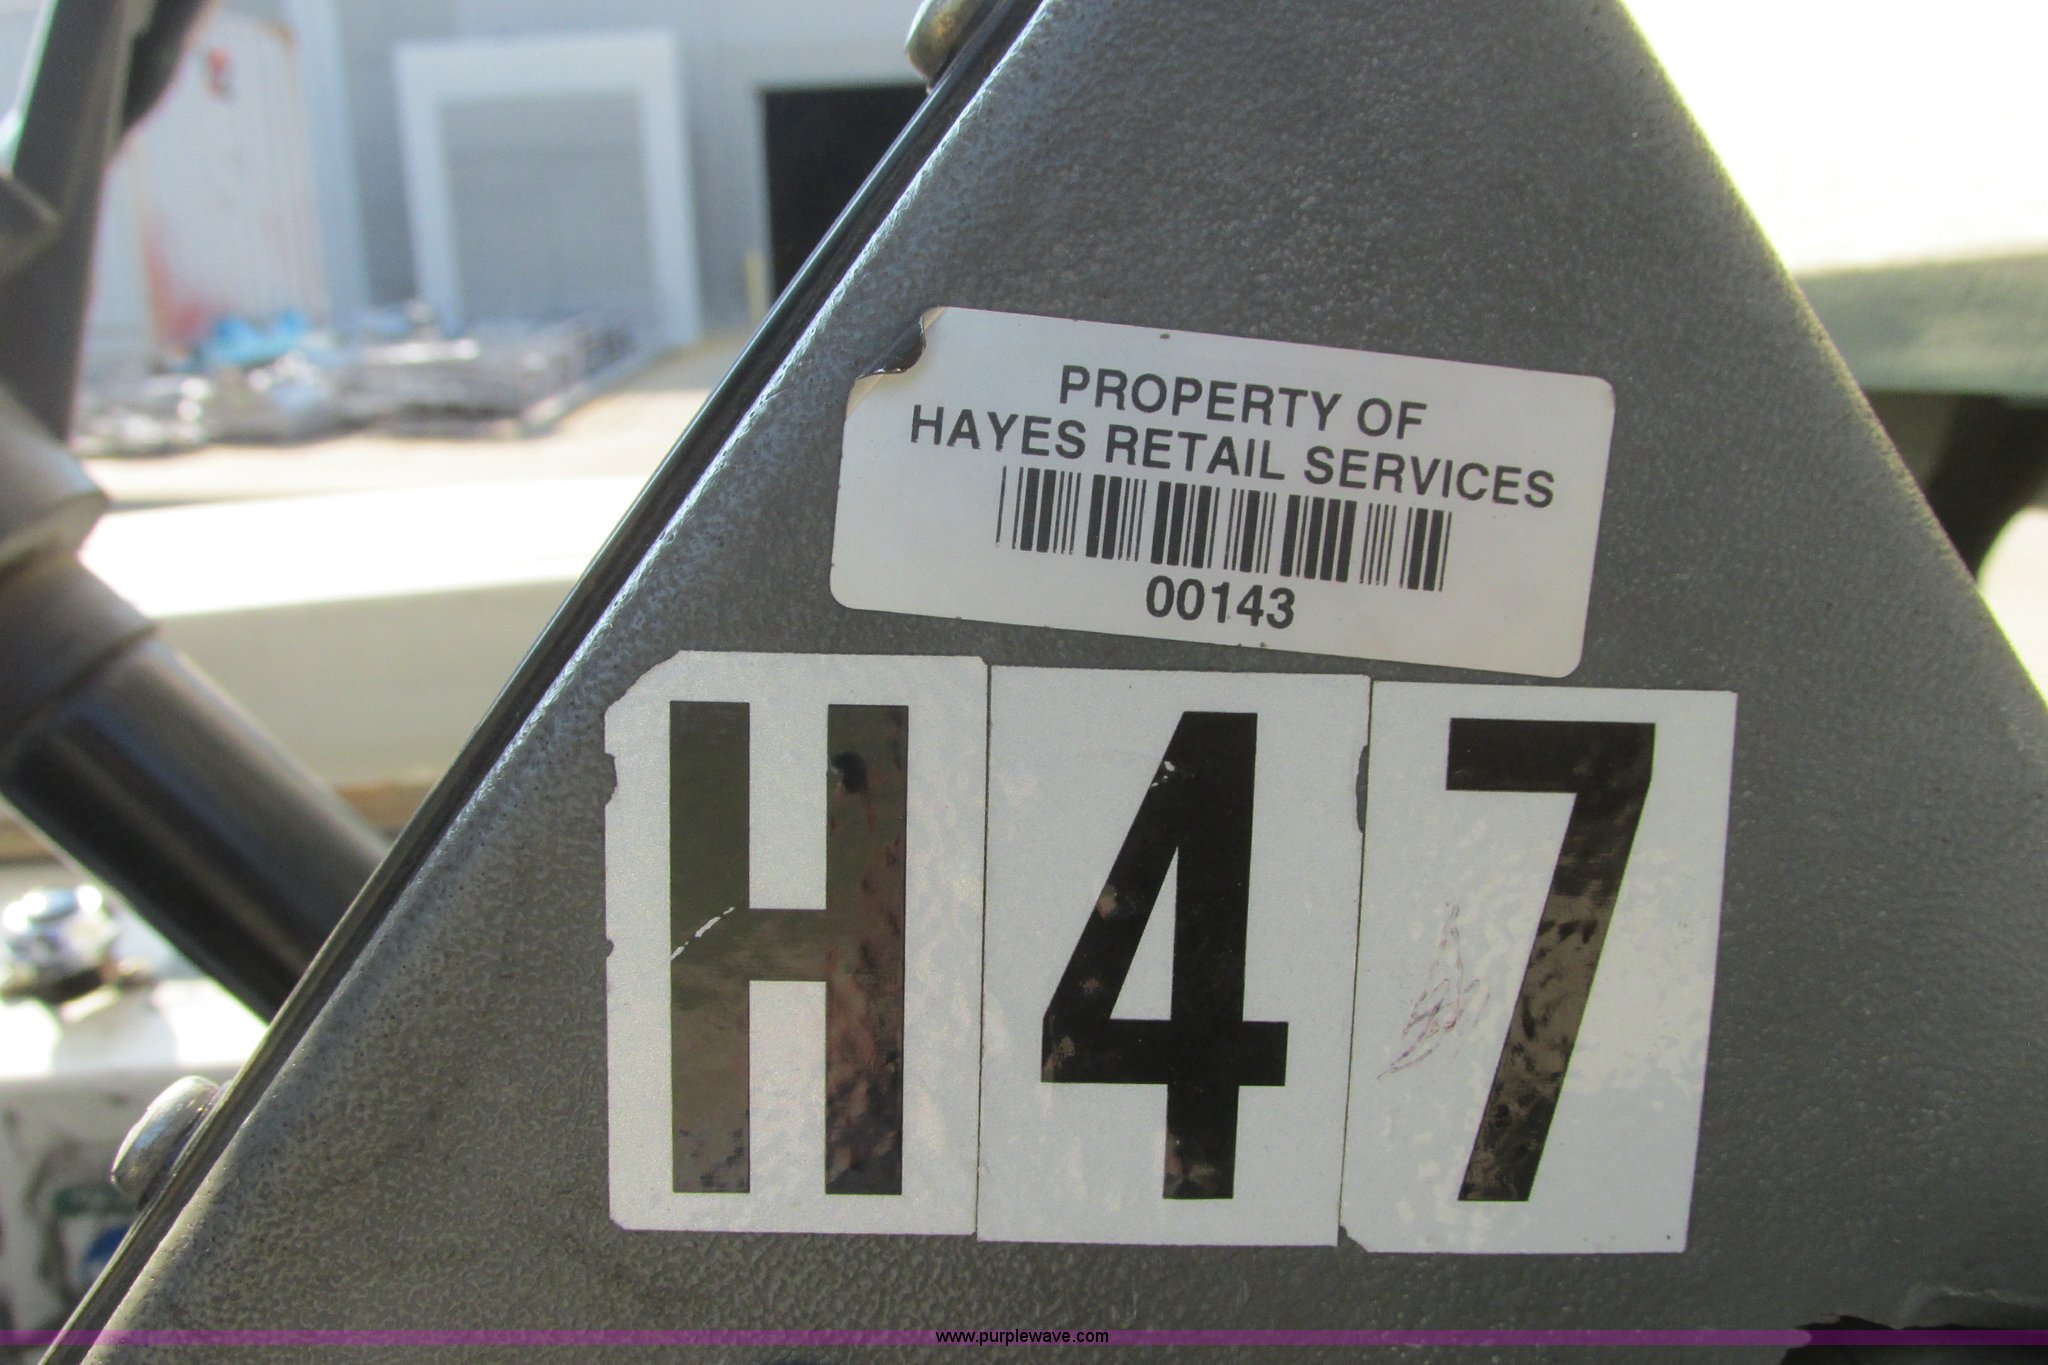 PROPERTY OF
HAYES RETAIL SERVICES
00143
H47
www.purplewave.com